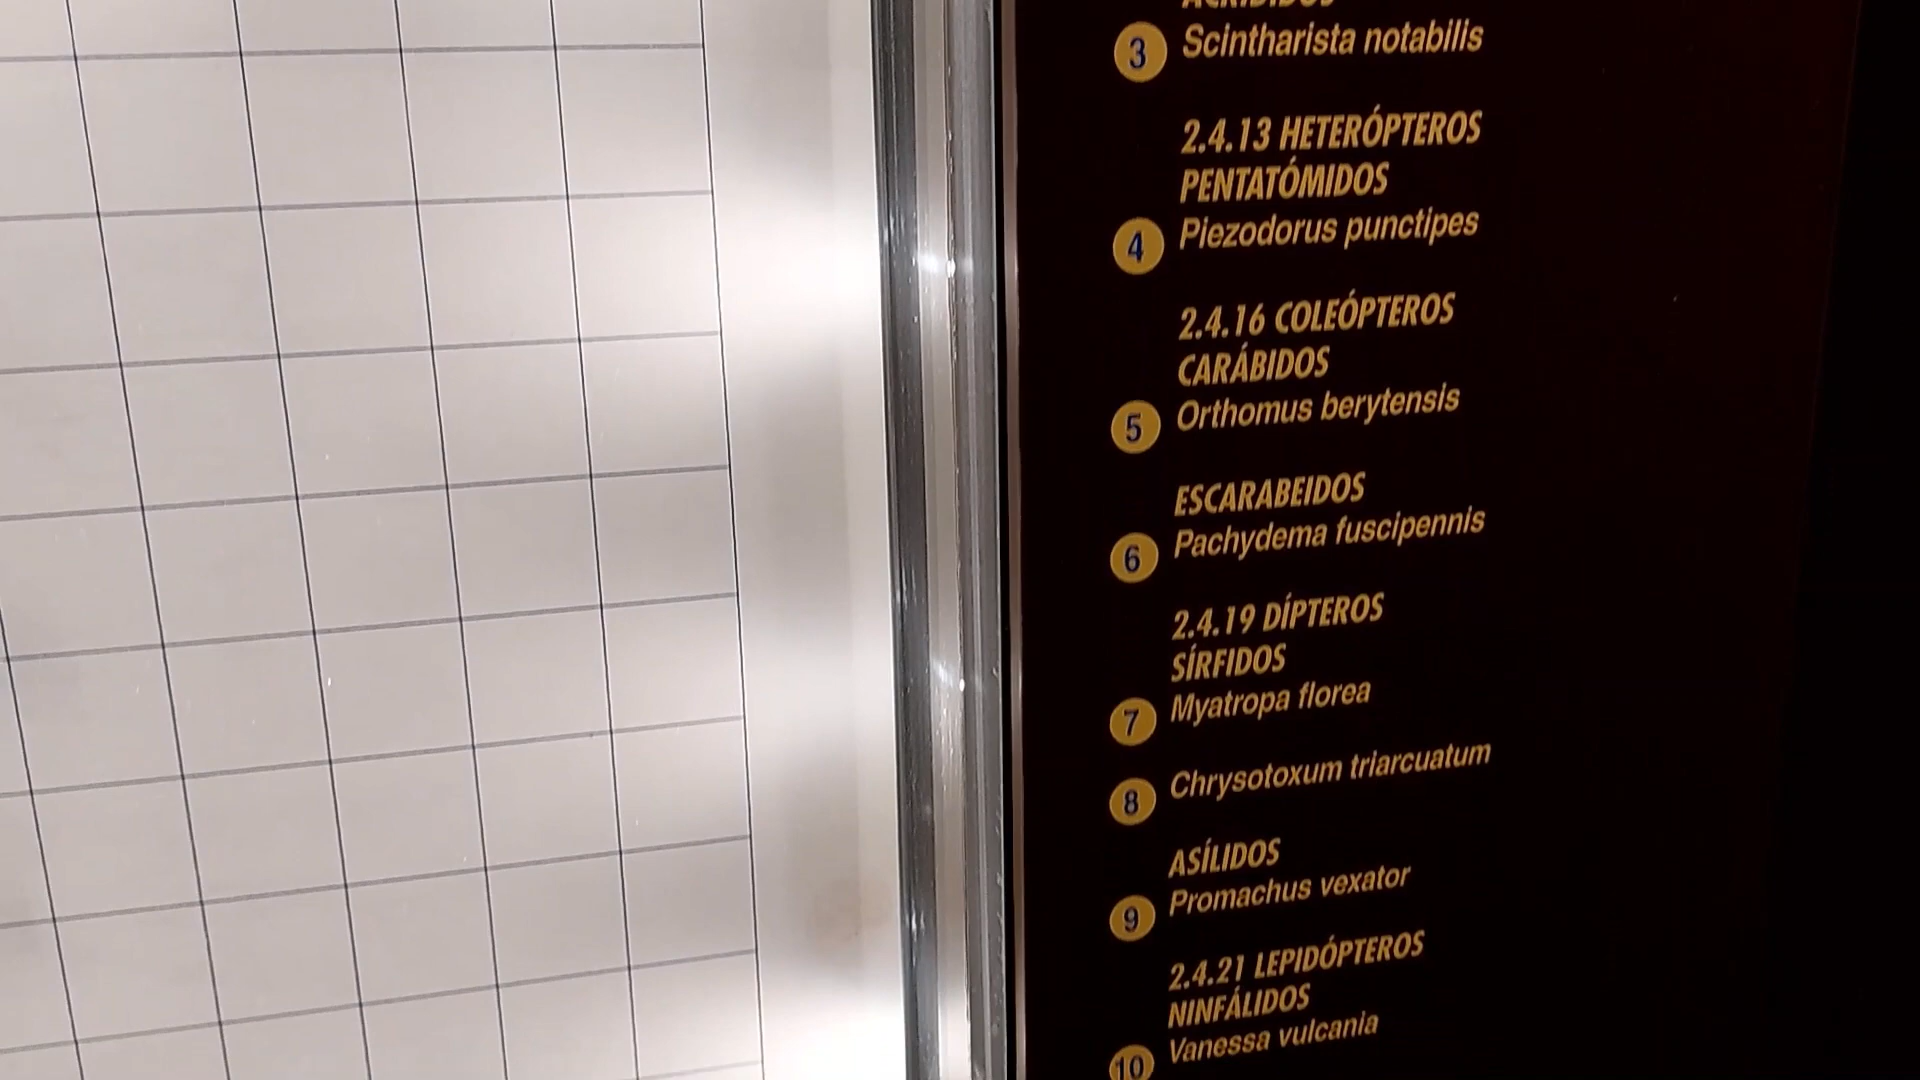 ACRÍDIDOS
3 Scintharista notabilis
2.4.13 HETERÓPTEROS
PENTATÓMIDOS
4 Piezodorus punctipes
2.4.16 COLEÓPTEROS
CARÁBIDOS
5 Orthomus berytensis
ESCARABEIDOS
6 Pachydema fuscipennis
2.4.19 DÍPTEROS
SÍRFIDOS
7 Myatropa florea
8 Chrysotoxum triarcuatum
ASÍLIDOS
9 Promachus vexator
2.4.21 LEPIDÓPTEROS
NINFÁLIDOS
10 Vanessa vulcania